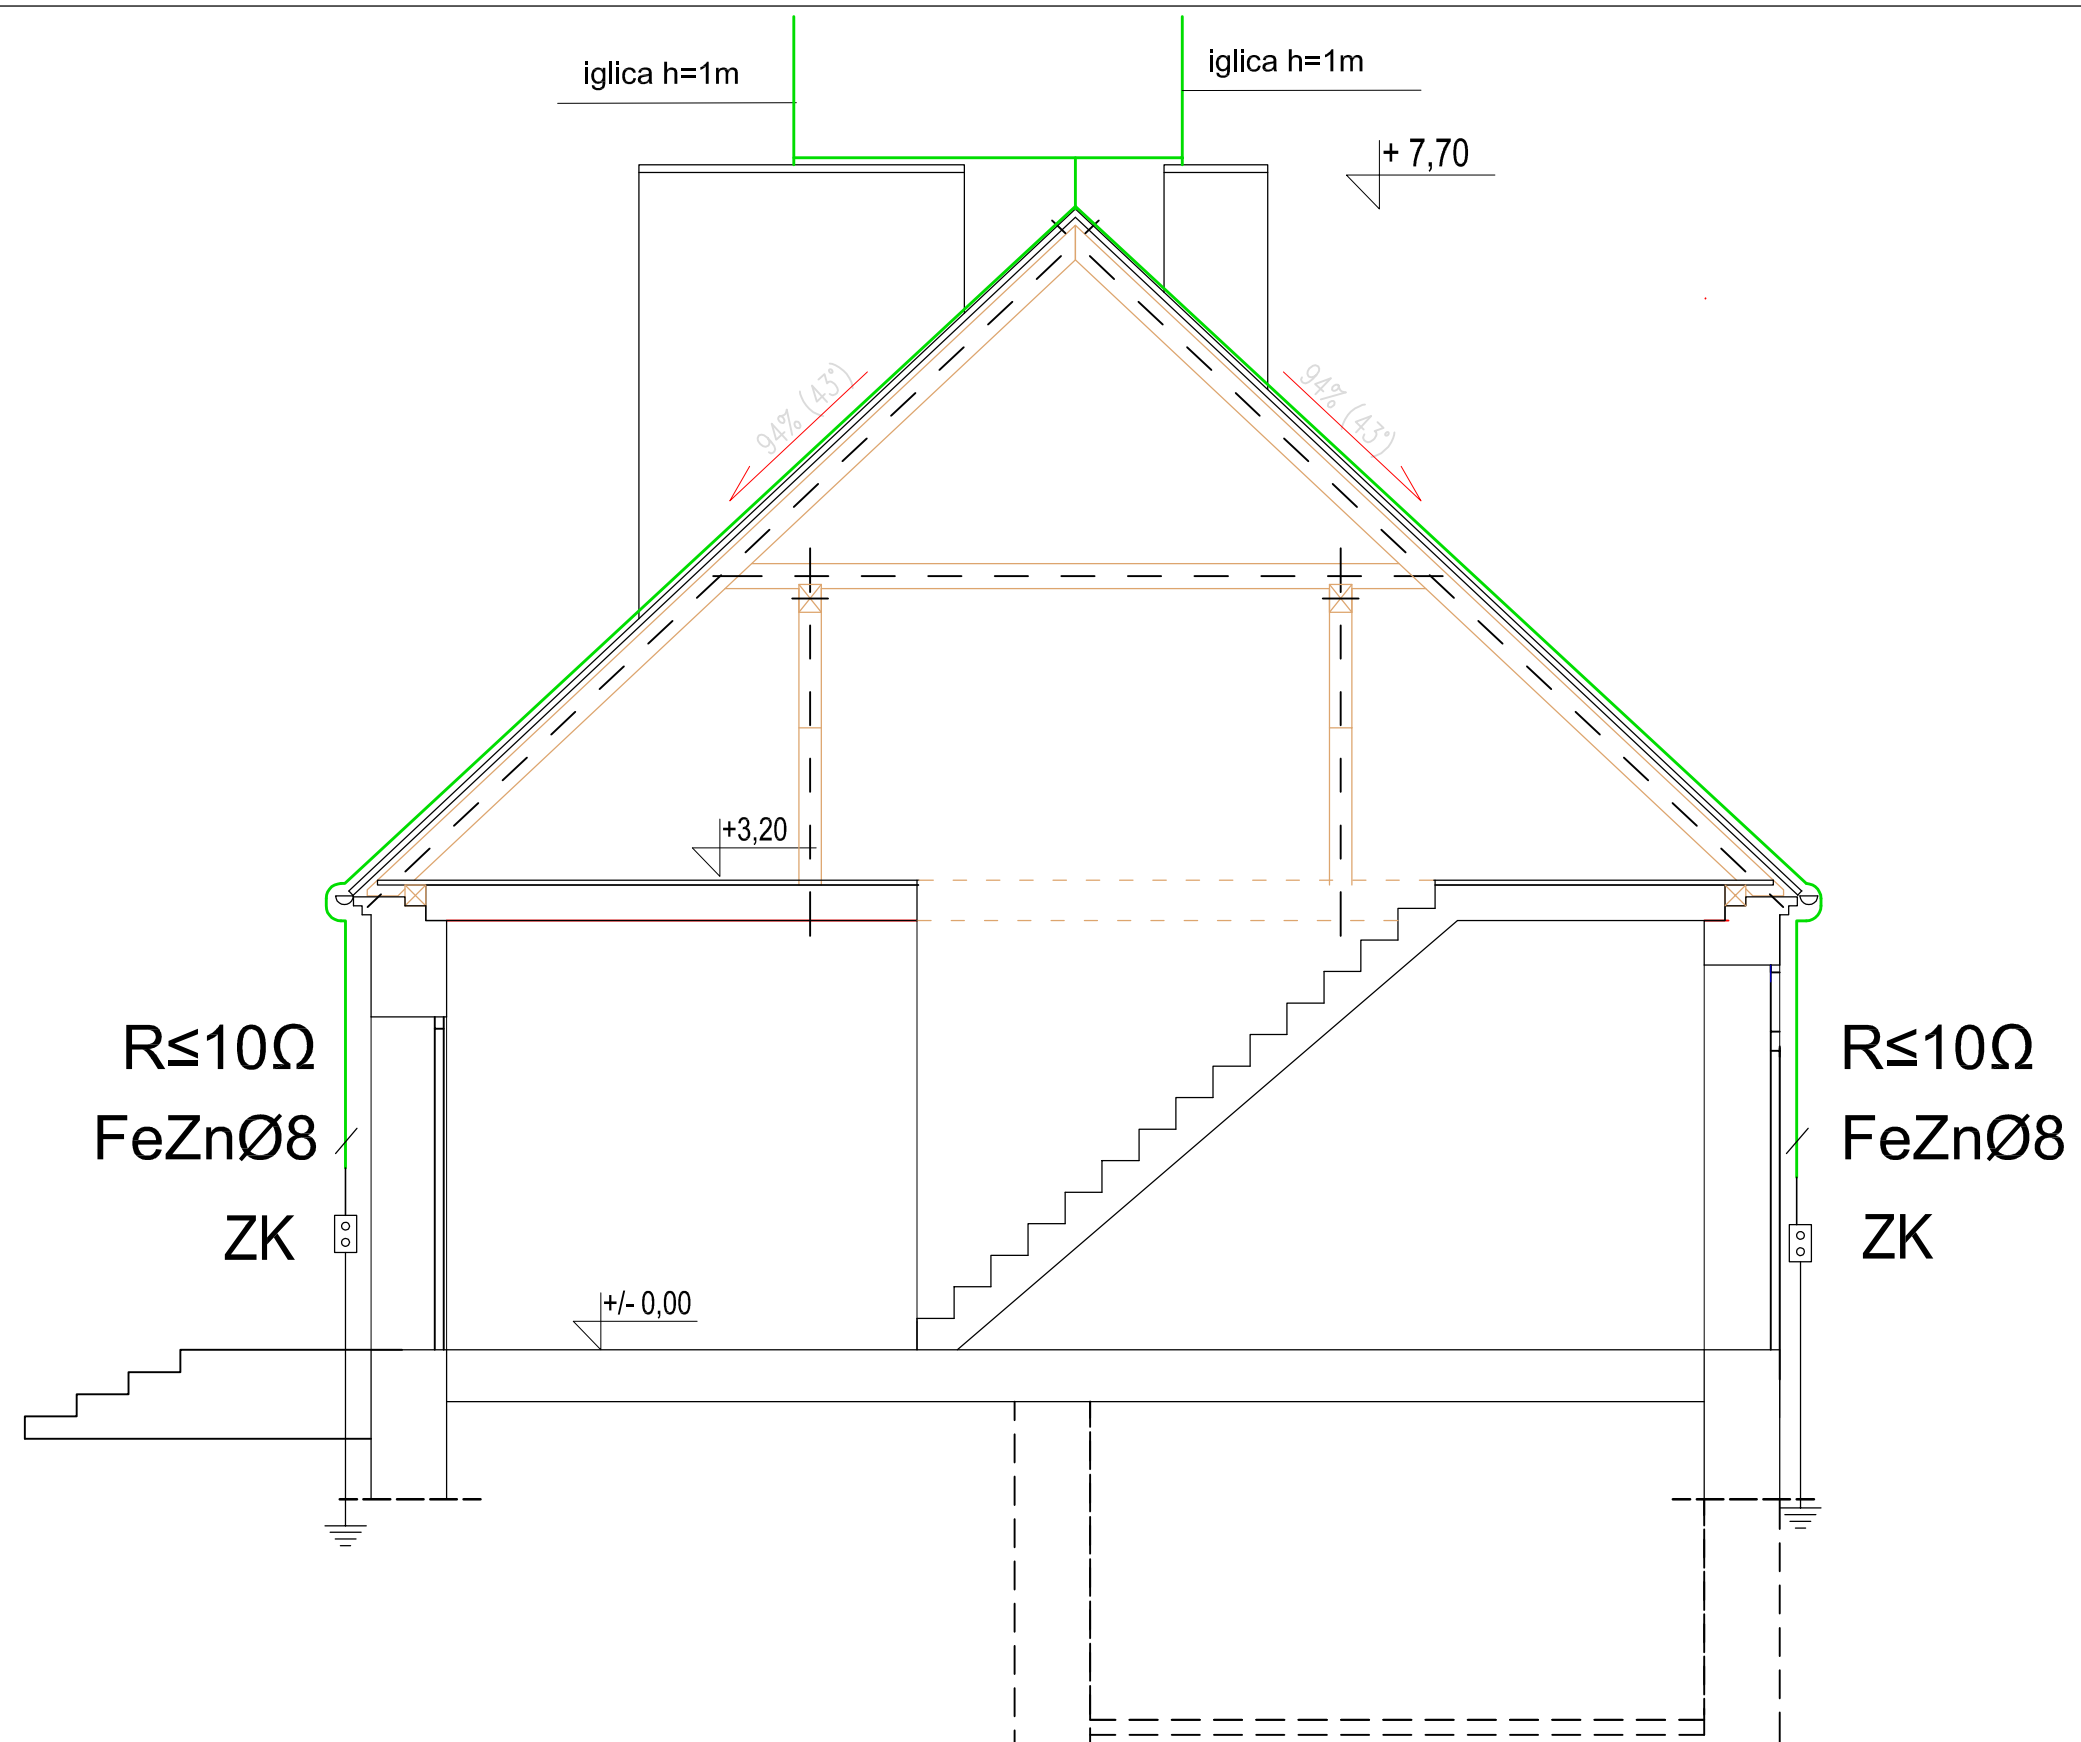 iglica h=1m
iglica h=1m
+ 7,70
94% (43°)
94% (43°)
+3,20
R≤10Ω
FeZnØ8
ZK
R≤10Ω
FeZnØ8
ZK
+/- 0,00